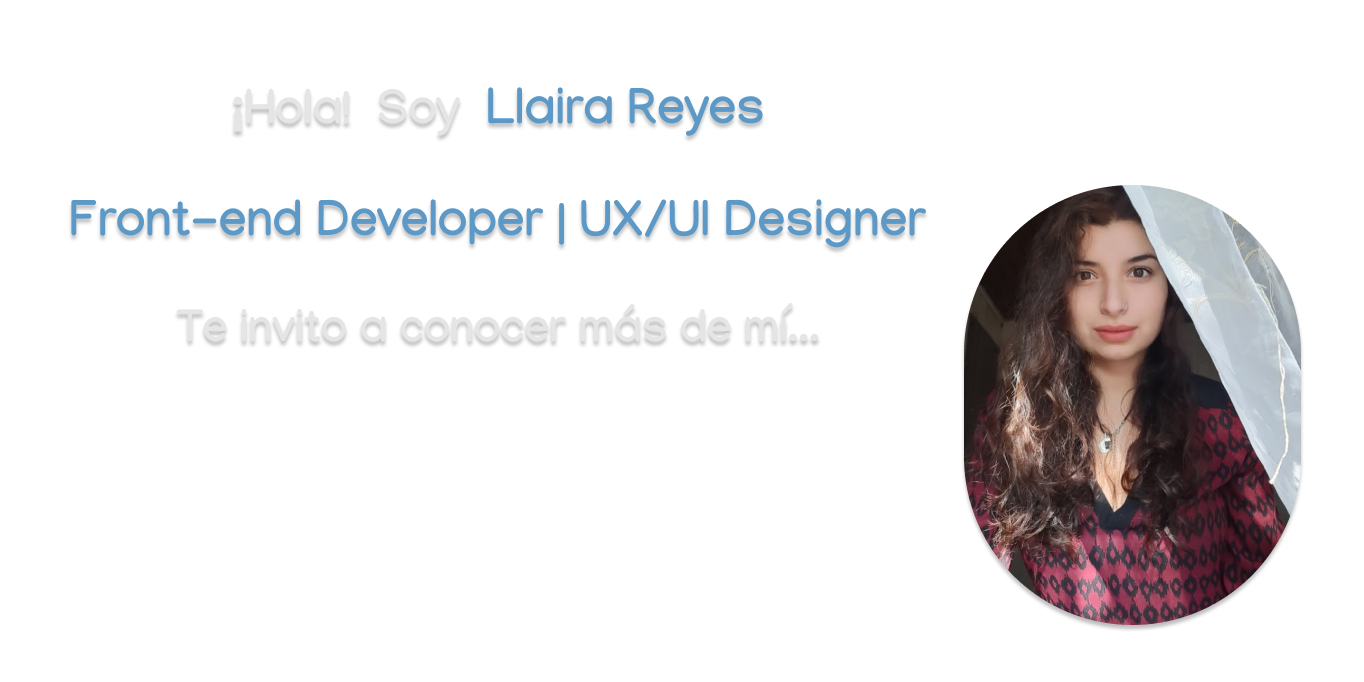 ¡Hola! Soy Llaira Reyes
Front-end Developer | UX/UI Designer
Te invito a conocer más de mí...